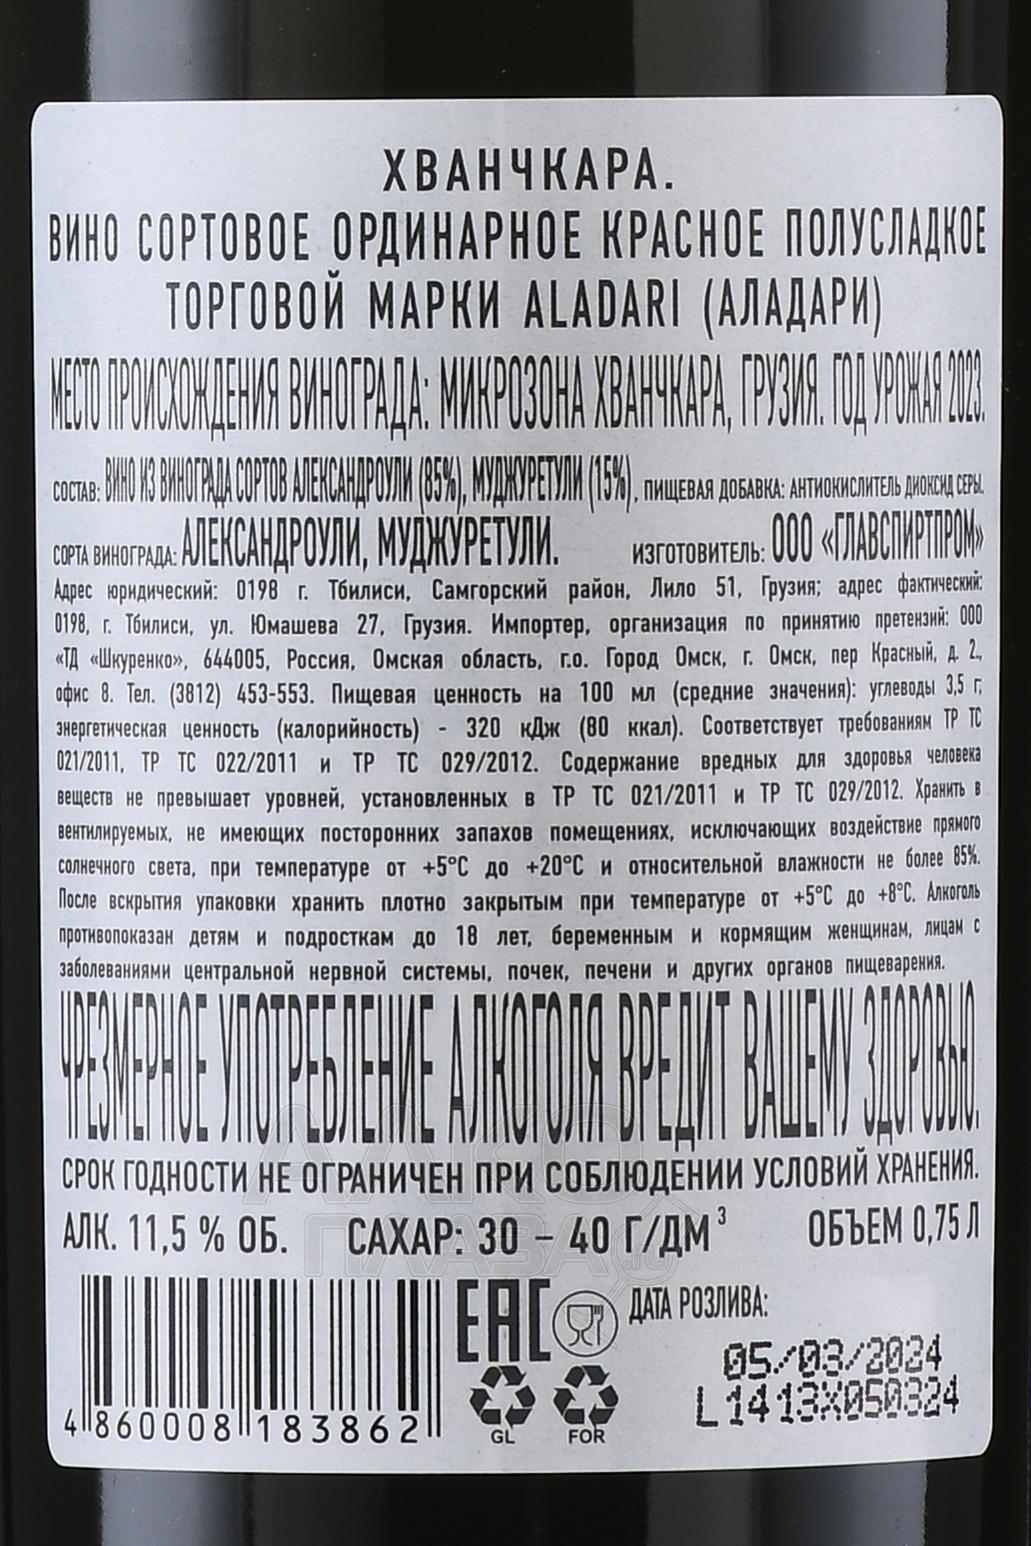 ХВАНЧКАРА.
ВИНО СОРТОВОЕ ОРДИНАРНОЕ КРАСНОЕ ПОЛУСЛАДКОЕ
ТОРГОВОЙ МАРКИ ALADARI (АЛАДАРИ)
МЕСТО ПРОИСХОЖДЕНИЯ ВИНОГРАДА: МИКРОЗОНА ХВАНЧКАРА, ГРУЗИЯ. ГОД УРОЖАЯ 2023.
СОСТАВ: ВИНО ИЗ ВИНОГРАДА СОРТОВ АЛЕКСАНДРОУЛИ (85%), МУДЖУРЕТУЛИ (15%), ПИЩЕВАЯ ДОБАВКА: АНТИОКИСЛИТЕЛЬ ДИОКСИД СЕРЫ.
СОРТА ВИНОГРАДА: АЛЕКСАНДРОУЛИ, МУДЖУРЕТУЛИ. ИЗГОТОВИТЕЛЬ: ООО «ГЛАВСПИРТПРОМ»
Адрес юридический: 0198 г. Тбилиси, Самгорский район, Лило 51, Грузия; адрес фактический:
0198, г. Тбилиси, ул. Юмашева 27, Грузия. Импортер, организация по принятию претензий: ООО
«ТД «Шкуренко», 644005, Россия, Омская область, г.о. Город Омск, г. Омск, пер Красный, д. 2.,
офис 8. Тел. (3812) 453-553. Пищевая ценность на 100 мл (средние значения): углеводы 3,5 г;
энергетическая ценность (калорийность) - 320 кДж (80 ккал). Соответствует требованиям ТР ТС
021/2011, ТР ТС 022/2011 и ТР ТС 029/2012. Содержание вредных для здоровья человека
веществ не превышает уровней, установленных в ТР ТС 021/2011 и ТР ТС 029/2012. Хранить в
вентилируемых, не имеющих посторонних запахов помещениях, исключающих воздействие прямого
солнечного света, при температуре от +5°С до +20°С и относительной влажности не более 85%.
После вскрытия упаковки хранить плотно закрытым при температуре от +5°С до +8°С. Алкоголь
противопоказан детям и подросткам до 18 лет, беременным и кормящим женщинам, лицам с
заболеваниями центральной нервной системы, почек, печени и других органов пищеварения.
ЧРЕЗМЕРНОЕ УПОТРЕБЛЕНИЕ АЛКОГОЛЯ ВРЕДИТ ВАШЕМУ ЗДОРОВЬЮ.
СРОК ГОДНОСТИ НЕ ОГРАНИЧЕН ПРИ СОБЛЮДЕНИИ УСЛОВИЙ ХРАНЕНИЯ.
АЛК. 11,5 % ОБ. САХАР: 30 – 40 Г/ДМ³ ОБЪЕМ 0,75 Л
АЛКО
ПЛАЗА.ru
EAC ДАТА РОЗЛИВА:
05/03/2024
L1413X050324
4 860008 183862
GL FOR